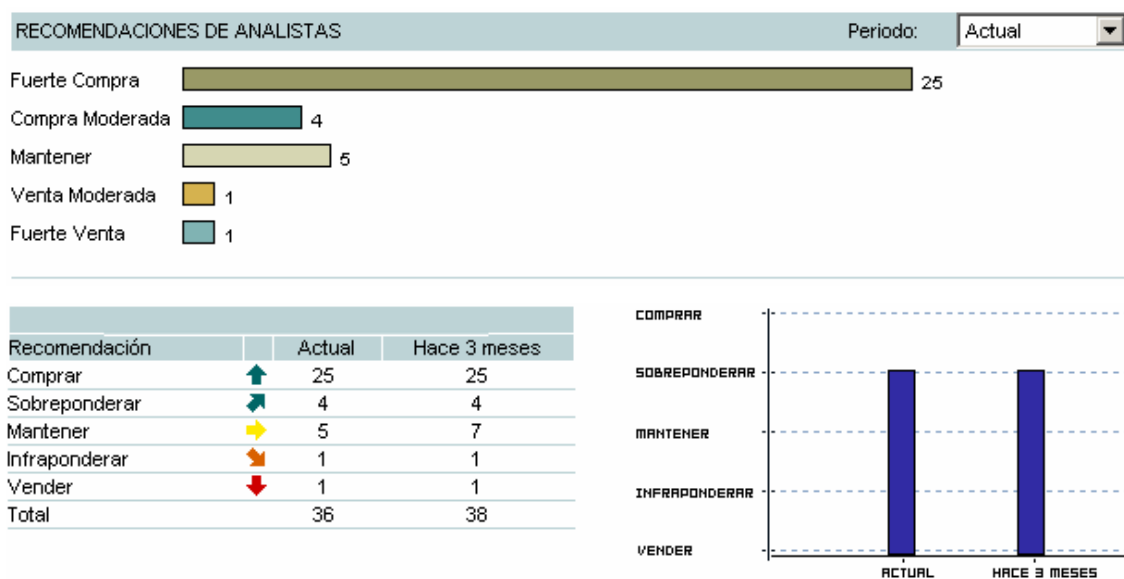 RECOMENDACIONES DE ANALISTAS Periodo: Actual
Fuerte Compra 25
Compra Moderada 4
Mantener 5
Venta Moderada 1
Fuerte Venta 1
Recomendación Actual Hace 3 meses
Comprar 25 25
Sobreponderar 4 4
Mantener 5 7
Infraponderar 1 1
Vender 1 1
Total 36 38
COMPRAR
SOBREPONDERAR
MANTENER
INFRAPONDERAR
VENDER
ACTUAL HACE 3 MESES